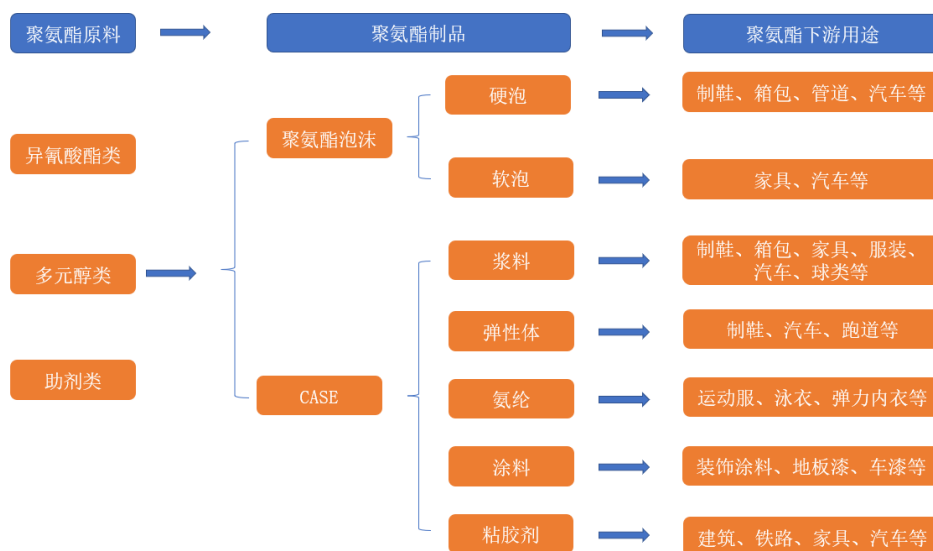 聚氨酯原料
聚氨酯制品
聚氨酯下游用途
硬泡
制鞋、箱包、管道、汽车等
聚氨酯泡沫
异氰酸酯类
软泡
家具、汽车等
浆料
制鞋、箱包、家具、服装、
汽车、球类等
多元醇类
弹性体
制鞋、汽车、跑道等
助剂类
CASE
氨纶
运动服、泳衣、弹力内衣等
涂料
装饰涂料、地板漆、车漆等
粘胶剂
建筑、铁路、家具、汽车等